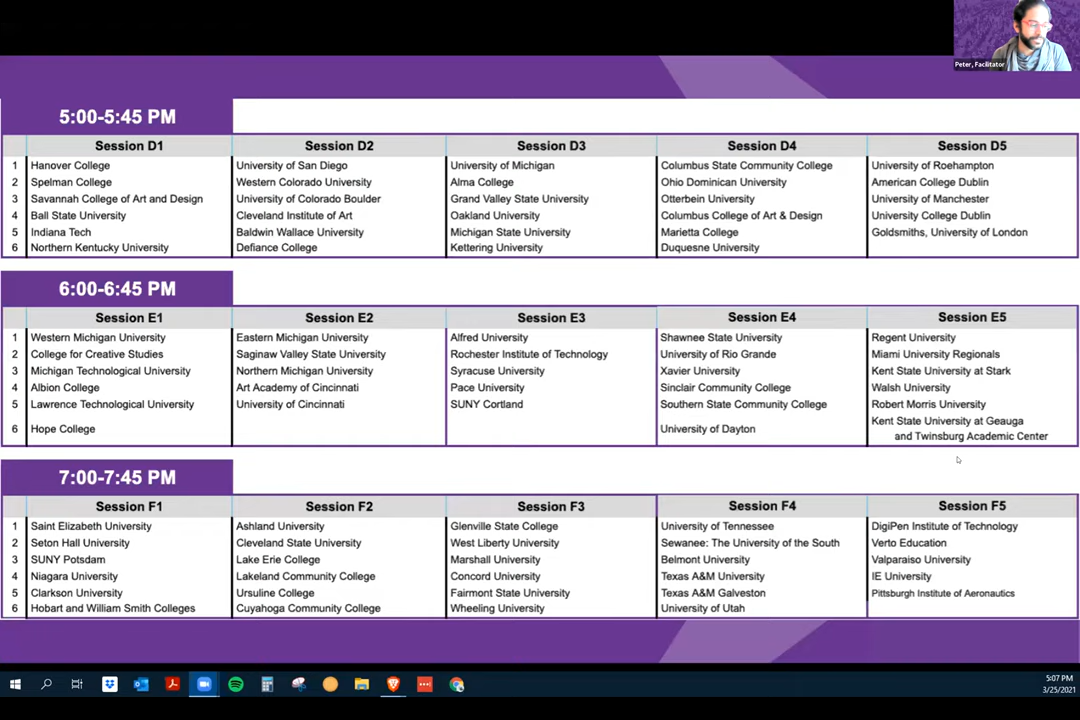 Peter, Facilitator
5:00-5:45 PM
Session D1 Session D2 Session D3 Session D4 Session D5
1 Hanover College University of San Diego University of Michigan Columbus State Community College University of Roehampton
2 Spelman College Western Colorado University Alma College Ohio Dominican University American College Dublin
3 Savannah College of Art and Design University of Colorado Boulder Grand Valley State University Otterbein University University of Manchester
4 Ball State University Cleveland Institute of Art Oakland University Columbus College of Art & Design University College Dublin
5 Indiana Tech Baldwin Wallace University Michigan State University Marietta College Goldsmiths, University of London
6 Northern Kentucky University Defiance College Kettering University Duquesne University
6:00-6:45 PM
Session E1 Session E2 Session E3 Session E4 Session E5
1 Western Michigan University Eastern Michigan University Alfred University Shawnee State University Regent University
2 College for Creative Studies Saginaw Valley State University Rochester Institute of Technology University of Rio Grande Miami University Regionals
3 Michigan Technological University Northern Michigan University Syracuse University Xavier University Kent State University at Stark
4 Albion College Art Academy of Cincinnati Pace University Sinclair Community College Walsh University
5 Lawrence Technological University University of Cincinnati SUNY Cortland Southern State Community College Robert Morris University
6 Hope College University of Dayton Kent State University at Geauga
and Twinsburg Academic Center
7:00-7:45 PM
Session F1 Session F2 Session F3 Session F4 Session F5
1 Saint Elizabeth University Ashland University Glenville State College University of Tennessee DigiPen Institute of Technology
2 Seton Hall University Cleveland State University West Liberty University Sewanee: The University of the South Verto Education
3 SUNY Potsdam Lake Erie College Marshall University Belmont University Valparaiso University
4 Niagara University Lakeland Community College Concord University Texas A&M University IE University
5 Clarkson University Ursuline College Fairmont State University Texas A&M Galveston Pittsburgh Institute of Aeronautics
6 Hobart and William Smith Colleges Cuyahoga Community College Wheeling University University of Utah
5:07 PM
3/25/2021